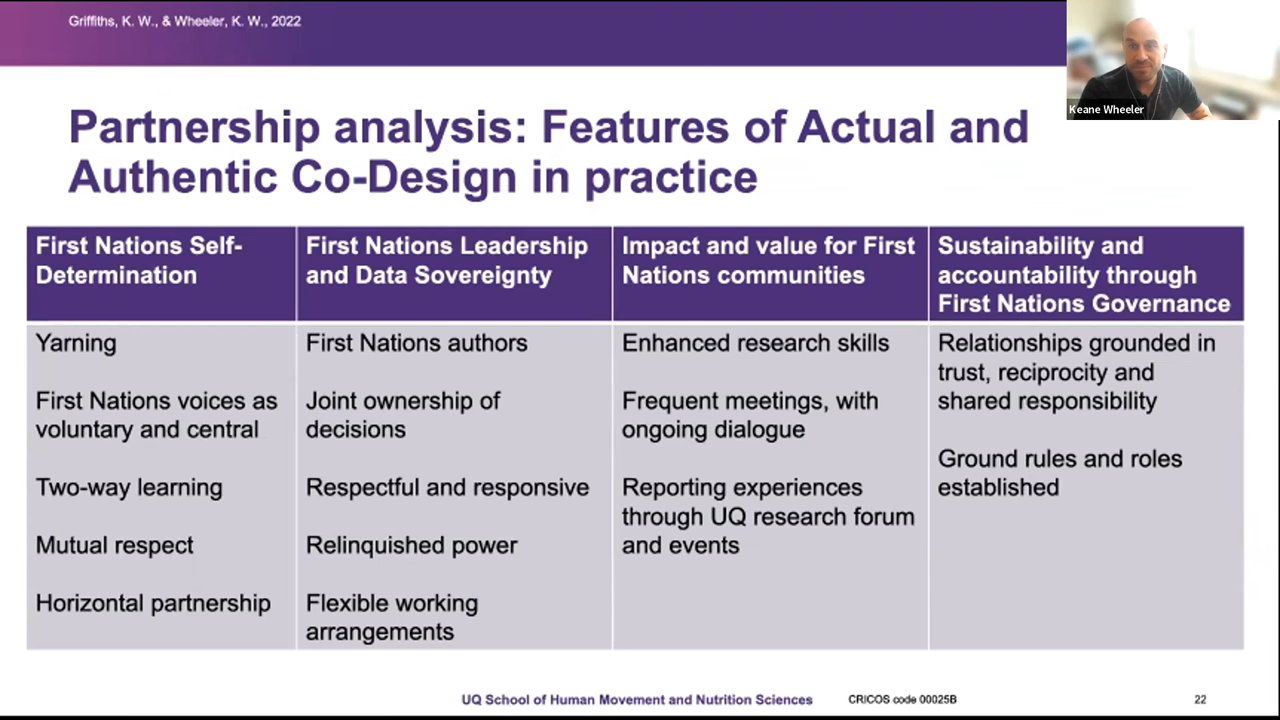 Griffiths, K. W., & Wheeler, K. W., 2022
Keane Wheeler
Partnership analysis: Features of Actual and
Authentic Co-Design in practice
First Nations Self-
Determination
First Nations Leadership
and Data Sovereignty
Impact and value for First
Nations communities
Sustainability and
accountability through
First Nations Governance
Yarning
First Nations voices as
voluntary and central
Two-way learning
Mutual respect
Horizontal partnership
First Nations authors
Joint ownership of
decisions
Respectful and responsive
Relinquished power
Flexible working
arrangements
Enhanced research skills
Frequent meetings, with
ongoing dialogue
Reporting experiences
through UQ research forum
and events
Relationships grounded in
trust, reciprocity and
shared responsibility
Ground rules and roles
established
UQ School of Human Movement and Nutrition Sciences
CRICOS code 00025B
22